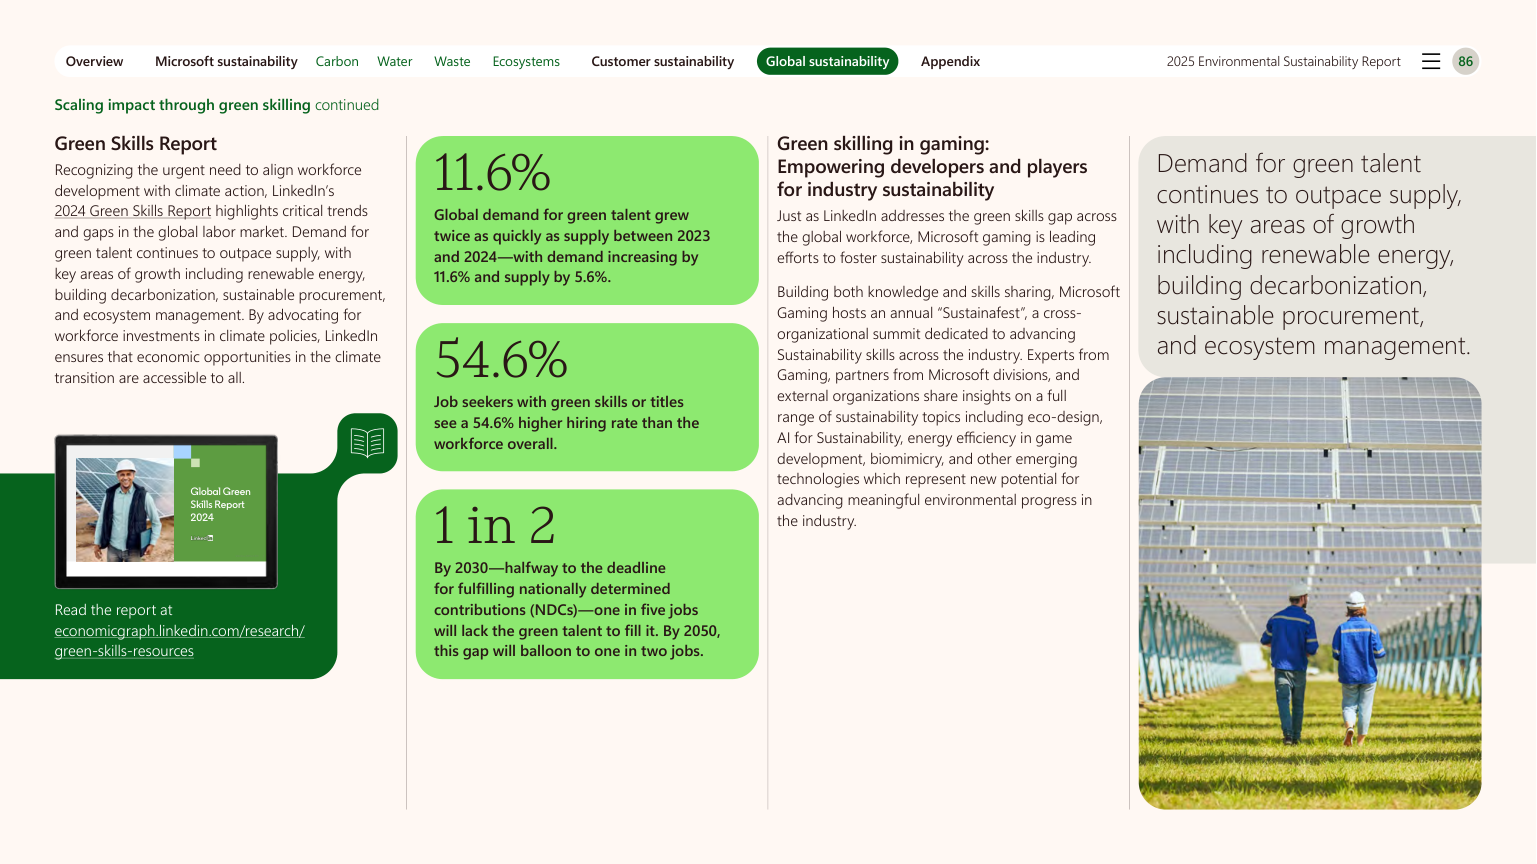 Overview Microsoft sustainability Carbon Water Waste Ecosystems Customer sustainability Global sustainability Appendix 2025 Environmental Sustainability Report 86
Scaling impact through green skilling continued
Green Skills Report
Recognizing the urgent need to align workforce
development with climate action, LinkedIn’s
2024 Green Skills Report highlights critical trends
and gaps in the global labor market. Demand for
green talent continues to outpace supply, with
key areas of growth including renewable energy,
building decarbonization, sustainable procurement,
and ecosystem management. By advocating for
workforce investments in climate policies, LinkedIn
ensures that economic opportunities in the climate
transition are accessible to all.
Global Green
Skills Report
2024
LinkedIn
Read the report at
economicgraph.linkedin.com/research/
green-skills-resources
11.6%
Global demand for green talent grew
twice as quickly as supply between 2023
and 2024—with demand increasing by
11.6% and supply by 5.6%.
54.6%
Job seekers with green skills or titles
see a 54.6% higher hiring rate than the
workforce overall.
1 in 2
By 2030—halfway to the deadline
for fulfilling nationally determined
contributions (NDCs)—one in five jobs
will lack the green talent to fill it. By 2050,
this gap will balloon to one in two jobs.
Green skilling in gaming:
Empowering developers and players
for industry sustainability
Just as LinkedIn addresses the green skills gap across
the global workforce, Microsoft gaming is leading
efforts to foster sustainability across the industry.
Building both knowledge and skills sharing, Microsoft
Gaming hosts an annual “Sustainafest”, a cross-
organizational summit dedicated to advancing
Sustainability skills across the industry. Experts from
Gaming, partners from Microsoft divisions, and
external organizations share insights on a full
range of sustainability topics including eco-design,
AI for Sustainability, energy efficiency in game
development, biomimicry, and other emerging
technologies which represent new potential for
advancing meaningful environmental progress in
the industry.
Demand for green talent
continues to outpace supply,
with key areas of growth
including renewable energy,
building decarbonization,
sustainable procurement,
and ecosystem management.